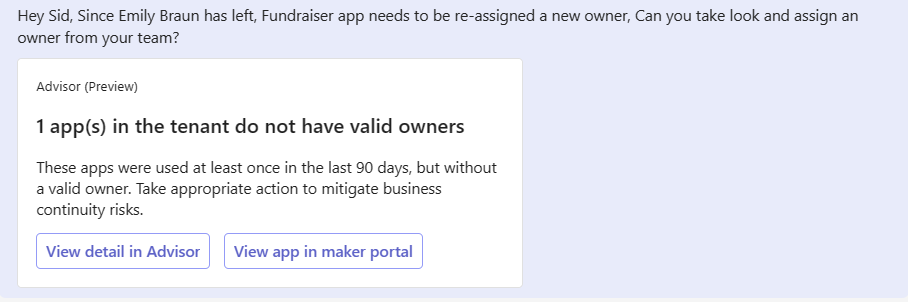 Hey Sid, Since Emily Braun has left, Fundraiser app needs to be re-assigned a new owner, Can you take look and assign an
owner from your team?
Advisor (Preview)
1 app(s) in the tenant do not have valid owners
These apps were used at least once in the last 90 days, but without
a valid owner. Take appropriate action to mitigate business
continuity risks.
View detail in Advisor
View app in maker portal